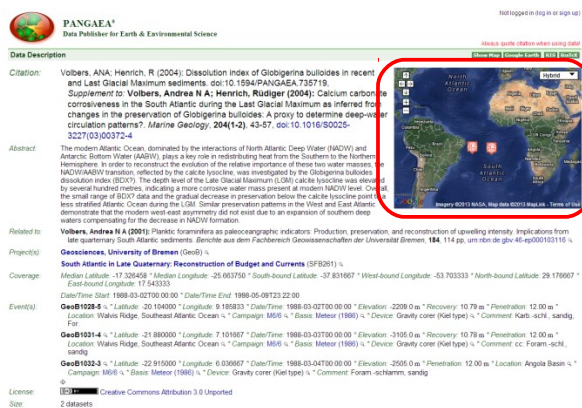 Not logged in (log in or sign up)
PANGAEA®
Data Publisher for Earth & Environmental Science
Always quote citation when using data!
Data Description
Show Map Google Earth RIS BibTeX
Citation: Volbers, ANA; Henrich, R (2004): Dissolution index of Globigerina bulloides in recent
and Last Glacial Maximum sediments. doi:10.1594/PANGAEA.735719,
Supplement to: Volbers, Andrea N A; Henrich, Rüdiger (2004): Calcium carbonate
corrosiveness in the South Atlantic during the Last Glacial Maximum as inferred from
changes in the preservation of Globigerina bulloides: A proxy to determine deep-water
circulation patterns?. Marine Geology, 204(1-2), 43-57, doi:10.1016/S0025-
3227(03)00372-4
Hybrid
North
Atlantic
Ocean
South
Atlantic
Ocean
Imagery ©2013 NASA, Map data ©2013 MapLink - Terms of Use
Abstract: The modern Atlantic Ocean, dominated by the interactions of North Atlantic Deep Water (NADW) and
Antarctic Bottom Water (AABW), plays a key role in redistributing heat from the Southern to the Northern
Hemisphere. In order to reconstruct the evolution of the relative importance of these two water masses, the
NADW/AABW transition, reflected by the calcite lysocline, was investigated by the Globigerina bulloides
dissolution index (BDX?). The depth level of the Late Glacial Maximum (LGM) calcite lysocline was elevated
by several hundred metres, indicating a more corrosive water mass present at modern NADW level. Overall,
the small range of BDX? data and the gradual decrease in preservation below the calcite lysocline point to a
less stratified Atlantic Ocean during the LGM. Similar preservation patterns in the West and East Atlantic
demonstrate that the modern west-east asymmetry did not exist due to an expansion of southern deep
waters compensating for the decrease in NADW formation.
Related to: Volbers, Andrea N A (2001): Planktic foraminifera as paleoceanographic indicators: Production, preservation, and reconstruction of upwelling intensity. Implications from
late quarternary South Atlantic sediments. Berichte aus dem Fachbereich Geowissenschaften der Universität Bremen, 184, 114 pp, urn:nbn:de:gbv:46-ep000103116
Project(s): Geosciences, University of Bremen (GeoB)
South Atlantic in Late Quaternary: Reconstruction of Budget and Currents (SFB261)
Coverage: Median Latitude: -17.326458 * Median Longitude: -25.663750 * South-bound Latitude: -37.831667 * West-bound Longitude: -53.703333 * North-bound Latitude: 29.176667 *
East-bound Longitude: 17.543333
Date/Time Start: 1988-03-02T00:00:00 * Date/Time End: 1998-05-09T23:22:00
Event(s): GeoB1028-5 * Latitude: -20.104000 * Longitude: 9.185833 * Date/Time: 1988-03-02T00:00:00 * Elevation: -2209.0 m * Recovery: 10.79 m * Penetration: 12.00 m *
Location: Walvis Ridge, Southeast Atlantic Ocean * Campaign: M6/6 * Basis: Meteor (1986) * Device: Gravity corer (Kiel type) * Comment: Karb.-schl., sandig,
For.
GeoB1031-4 * Latitude: -21.880000 * Longitude: 7.101667 * Date/Time: 1988-03-03T00:00:00 * Elevation: -3105.0 m * Recovery: 10.78 m * Penetration: 12.00 m *
Location: Walvis Ridge, Southeast Atlantic Ocean * Campaign: M6/6 * Basis: Meteor (1986) * Device: Gravity corer (Kiel type) * Comment: cc: Foram.-schl.,
sandig
GeoB1032-3 * Latitude: -22.915000 * Longitude: 6.036667 * Date/Time: 1988-03-04T00:00:00 * Elevation: -2505.0 m * Penetration: 12.00 m * Location: Angola Basin *
Campaign: M6/6 * Basis: Meteor (1986) * Device: Gravity corer (Kiel type) * Comment: Foram.-schlamm, sandig
License: Creative Commons Attribution 3.0 Unported
Size: 2 datasets